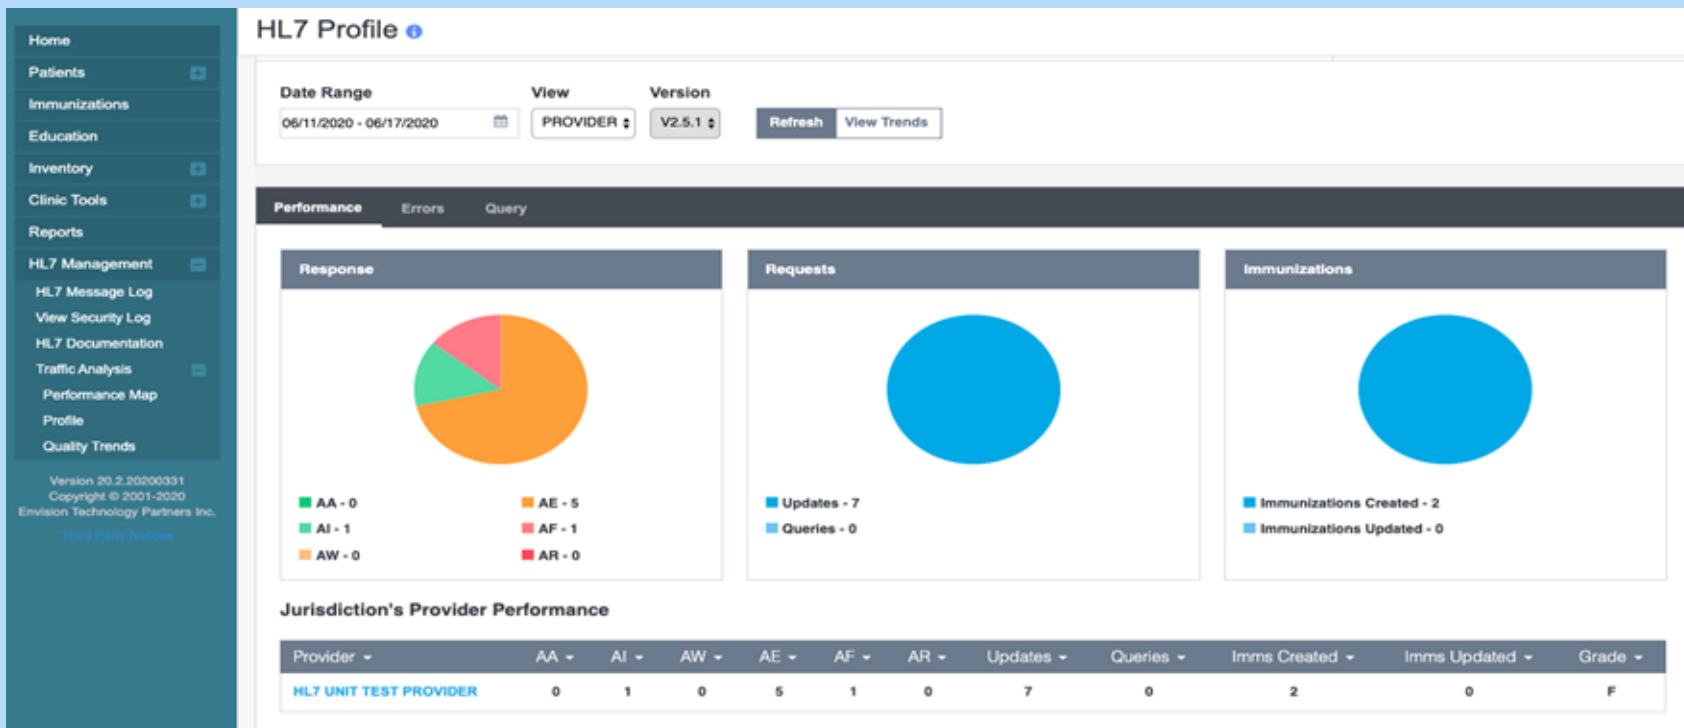 Home
Patients
Immunizations
Education
Inventory
Clinic Tools
Reports
HL7 Management
HL7 Message Log
View Security Log
HL7 Documentation
Traffic Analysis
Performance Map
Profile
Quality Trends
Version 20.2.20200331
Copyright © 2001-2020
Envision Technology Partners Inc.
Third Party Notices
HL7 Profile
Date Range View Version
06/11/2020 - 06/17/2020 PROVIDER V2.5.1 Refresh View Trends
Performance Errors Query
Response
AA - 0 AE - 5
AI - 1 AF - 1
AW - 0 AR - 0
Requests
Updates - 7
Queries - 0
Immunizations
Immunizations Created - 2
Immunizations Updated - 0
Jurisdiction's Provider Performance
Provider AA AI AW AE AF AR Updates Queries Imms Created Imms Updated Grade
HL7 UNIT TEST PROVIDER 0 1 0 5 1 0 7 0 2 0 F